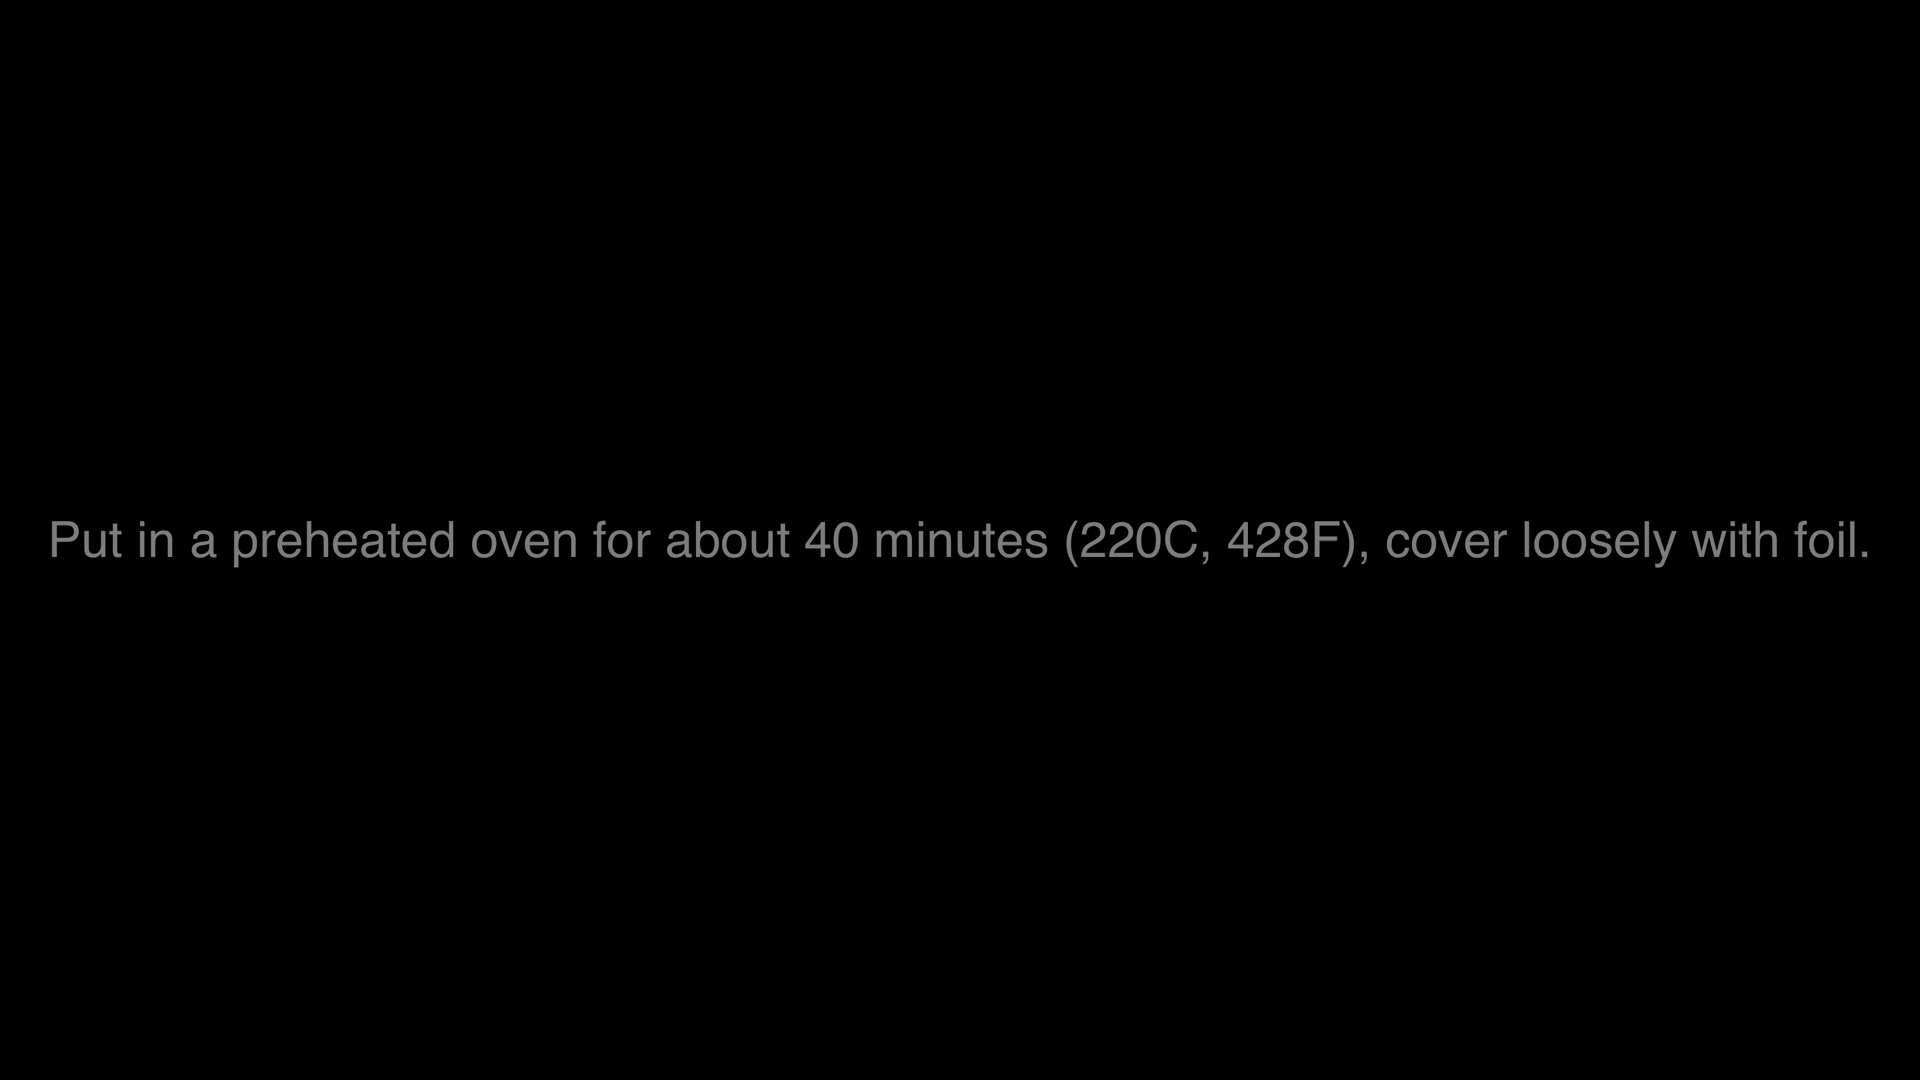 Put in a preheated oven for about 40 minutes (220C, 428F), cover loosely with foil.